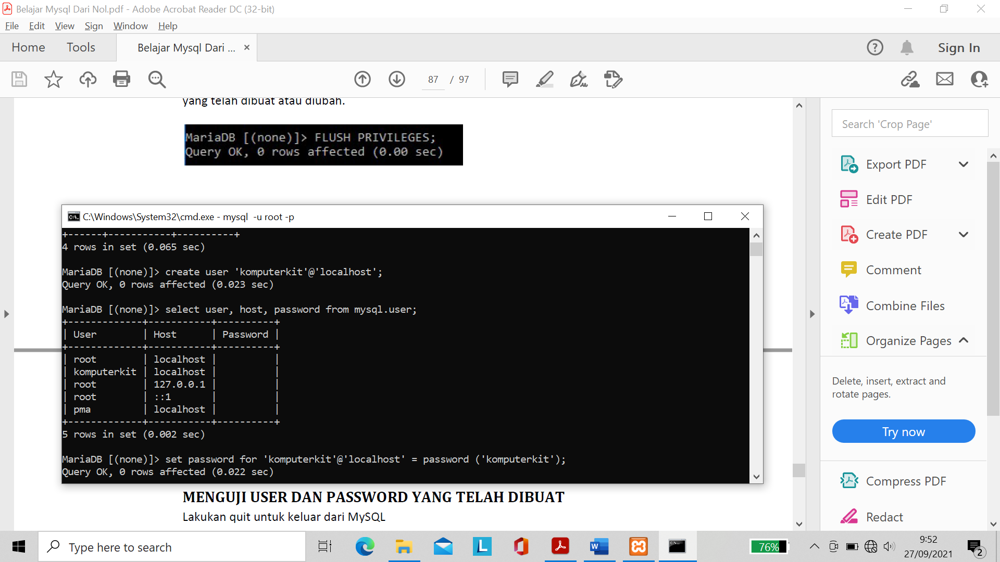 Belajar Mysql Dari Nol.pdf - Adobe Acrobat Reader DC (32-bit)
File Edit View Sign Window Help
Home Tools Belajar Mysql Dari ... × Sign In
87 / 97
yang telah dibuat atau diubah.
MariaDB [(none)]> FLUSH PRIVILEGES;
Query OK, 0 rows affected (0.00 sec)
C:\Windows\System32\cmd.exe - mysql  -u root -p
+------+-----------+----------+
4 rows in set (0.065 sec)
MariaDB [(none)]> create user 'komputerkit'@'localhost';
Query OK, 0 rows affected (0.023 sec)
MariaDB [(none)]> select user, host, password from mysql.user;
+-------------+-----------+----------+
| User        | Host      | Password |
+-------------+-----------+----------+
| root        | localhost |          |
| komputerkit | localhost |          |
| root        | 127.0.0.1 |          |
| root        | ::1       |          |
| pma         | localhost |          |
+-------------+-----------+----------+
5 rows in set (0.002 sec)
MariaDB [(none)]> set password for 'komputerkit'@'localhost' = password ('komputerkit');
Query OK, 0 rows affected (0.022 sec)
MENGUJI USER DAN PASSWORD YANG TELAH DIBUAT
Lakukan quit untuk keluar dari MySQL
Search 'Crop Page'
Export PDF
Edit PDF
Create PDF
Comment
Combine Files
Organize Pages
Delete, insert, extract and
rotate pages.
Try now
Compress PDF
Redact
Type here to search
76%
9:52
27/09/2021
2